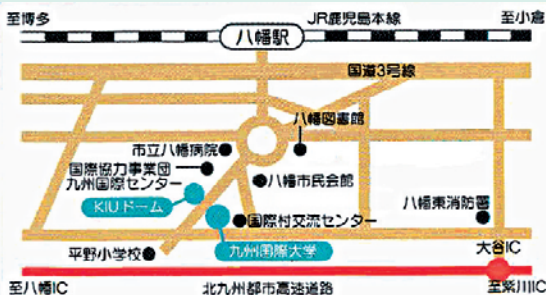 至博多
JR鹿児島本線
至小倉
八幡駅
国道3号線
八幡図書館
市立八幡病院
国際協力事業団
九州国際センター
八幡市民会館
KIUドーム
国際村交流センター
八幡東消防署
九州国際大学
平野小学校
大谷IC
至八幡IC
北九州都市高速道路
至紫川IC